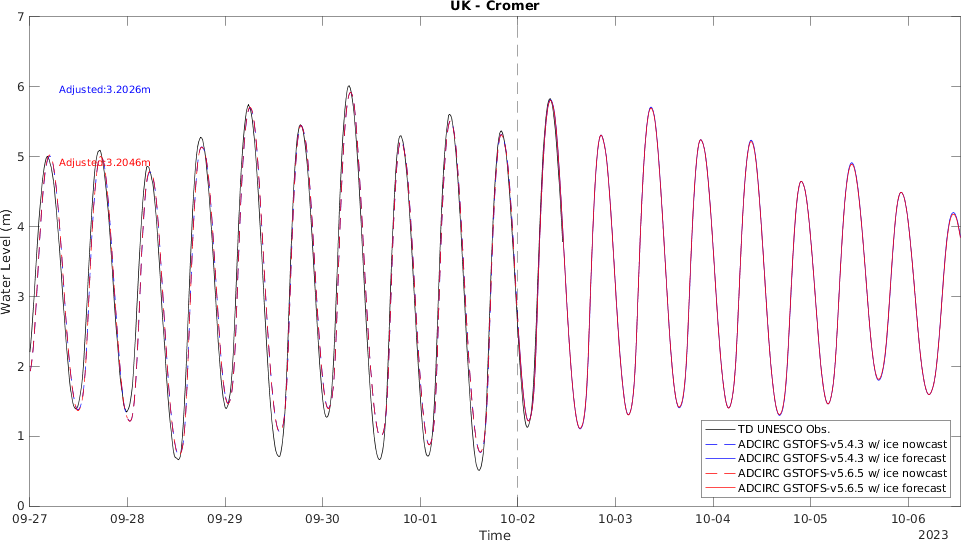 UK - Cromer
7
6
5
4
3
2
1
0
Water Level (m)
Adjusted:3.2026m
Adjusted:3.2046m
TD UNESCO Obs.
ADCIRC GSTOFS-v5.4.3 w/ ice nowcast
ADCIRC GSTOFS-v5.4.3 w/ ice forecast
ADCIRC GSTOFS-v5.6.5 w/ ice nowcast
ADCIRC GSTOFS-v5.6.5 w/ ice forecast
09-27 09-28 09-29 09-30 10-01 10-02 10-03 10-04 10-05 10-06
Time
2023